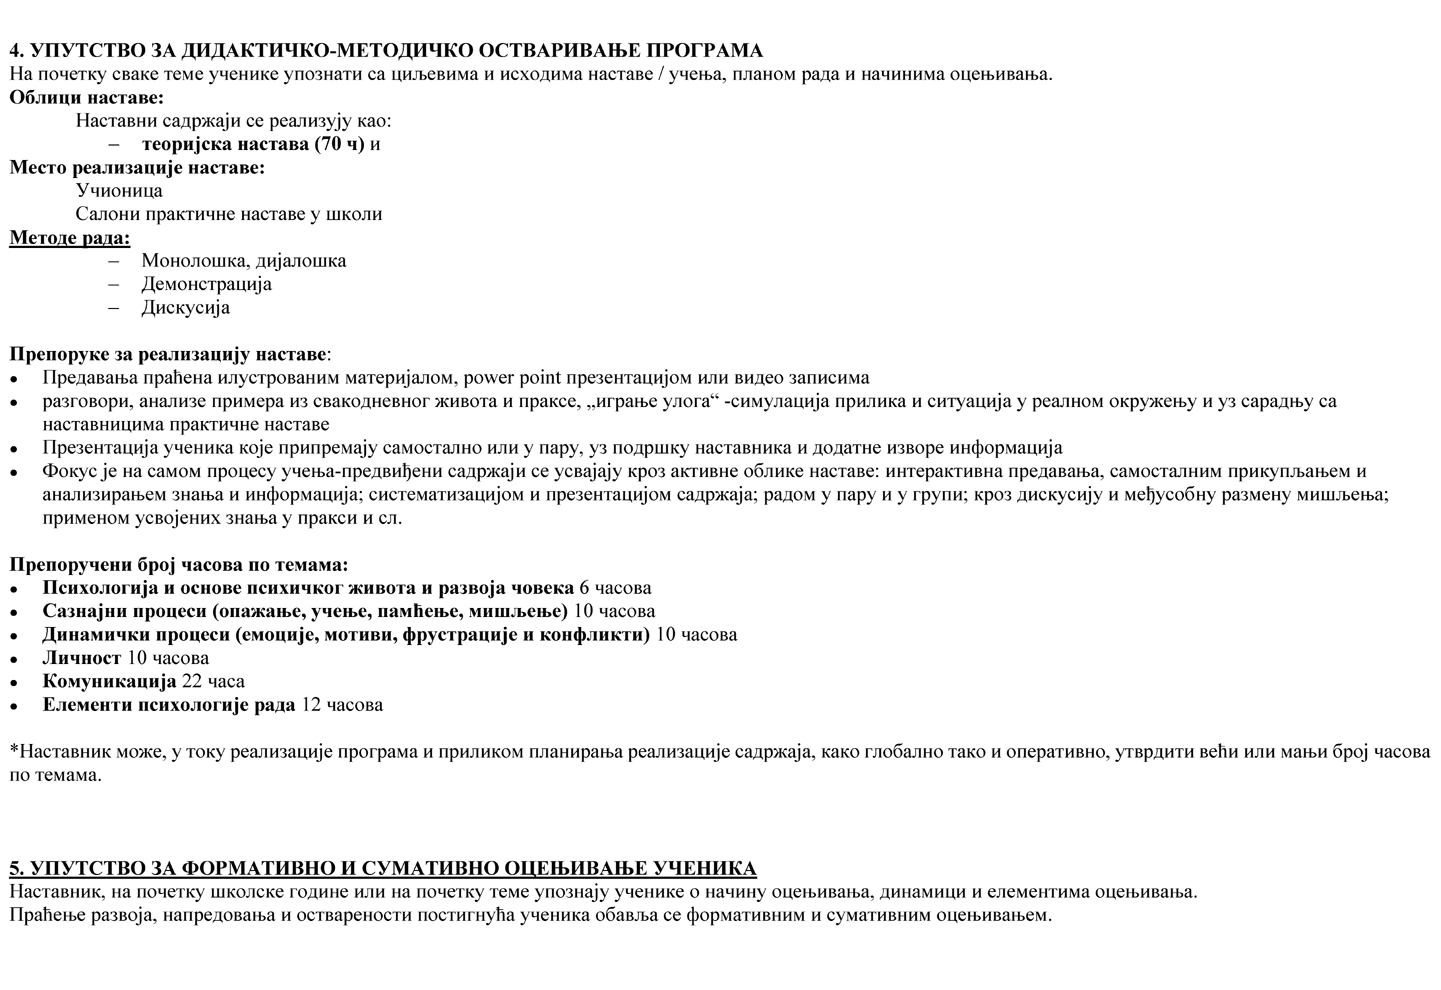 4. УПУТСТВО ЗА ДИДАКТИЧКО-МЕТОДИЧКО ОСТВАРИВАЊЕ ПРОГРАМА
На почетку сваке теме ученике упознати са циљевима и исходима наставе / учења, планом рада и начинима оцењивања.
Облици наставе:
Наставни садржаји се реализују као:
– теоријска настава (70 ч) и
Место реализације наставе:
Учионица
Салони практичне наставе у школи
Методе рада:
– Монолошка, дијалошка
– Демонстрација
– Дискусија
Препоруке за реализацију наставе:
• Предавања праћена илустрованим материјалом, power point презентацијом или видео записима
• разговори, анализе примера из свакодневног живота и праксе, „играње улога“ -симулација прилика и ситуација у реалном окружењу и уз сарадњу са
наставницима практичне наставе
• Презентација ученика које припремају самостално или у пару, уз подршку наставника и додатне изворе информација
• Фокус је на самом процесу учења-предвиђени садржаји се усвајају кроз активне облике наставе: интерактивна предавања, самосталним прикупљањем и
анализирањем знања и информација; систематизацијом и презентацијом садржаја; радом у пару и у групи; кроз дискусију и међусобну размену мишљења;
применом усвојених знања у пракси и сл.
Препоручени број часова по темама:
• Психологија и основе психичког живота и развоја човека 6 часова
• Сазнајни процеси (опажање, учење, памћење, мишљење) 10 часова
• Динамички процеси (емоције, мотиви, фрустрације и конфликти) 10 часова
• Личност 10 часова
• Комуникација 22 часа
• Елементи психологије рада 12 часова
*Наставник може, у току реализације програма и приликом планирања реализације садржаја, како глобално тако и оперативно, утврдити већи или мањи број часова
по темама.
5. УПУТСТВО ЗА ФОРМАТИВНО И СУМАТИВНО ОЦЕЊИВАЊЕ УЧЕНИКА
Наставник, на почетку школске године или на почетку теме упознају ученике о начину оцењивања, динамици и елементима оцењивања.
Праћење развоја, напредовања и остварености постигнућа ученика обавља се формативним и сумативним оцењивањем.